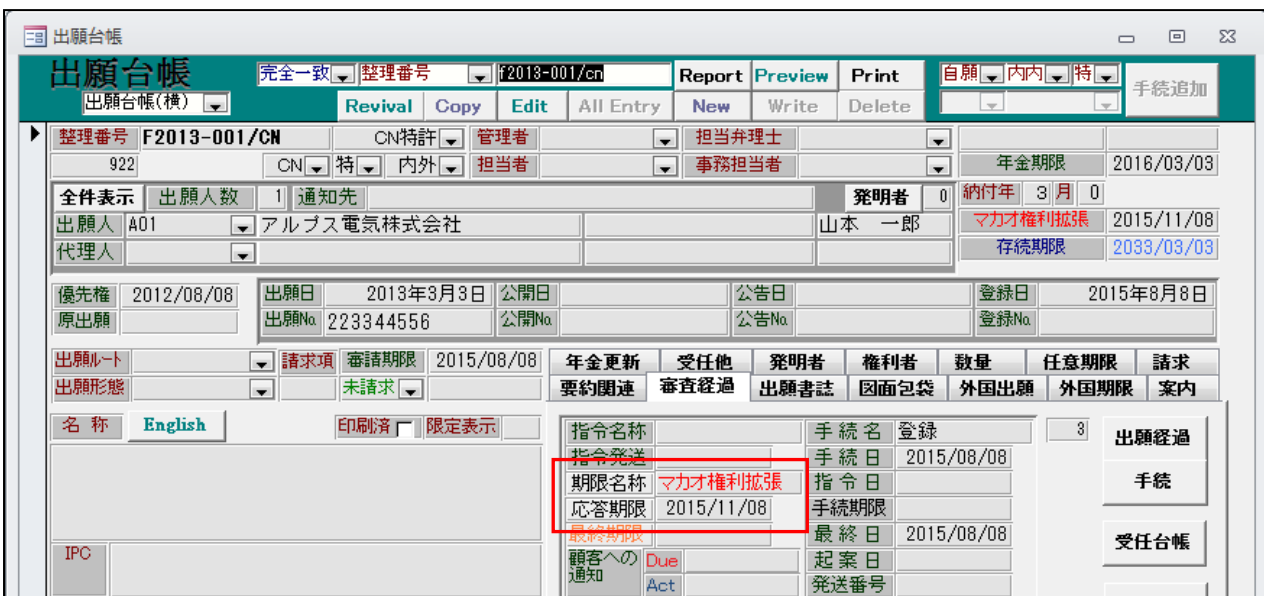 出願台帳
出願台帳 完全一致 整理番号 f2013-001/cn Report Preview Print 自願 内内 特 手続追加
出願台帳(横) Revival Copy Edit All Entry New Write Delete
整理番号 F2013-001/CN CN特許 管理者 担当弁理士
922 CN 特 内外 担当者 事務担当者 年金期限 2016/03/03
全件表示 出願人数 1 通知先 発明者 0 納付年 3 月 0
出願人 A01 アルプス電気株式会社 山本 一郎 マカオ権利拡張 2015/11/08
代理人 存続期限 2033/03/03
優先権 2012/08/08 出願日 2013年3月3日 公開日 公告日 登録日 2015年8月8日
原出願 出願No. 223344556 公開No. 公告No. 登録No.
出願ルート 請求項 審請期限 2015/08/08 年金更新 受任他 発明者 権利者 数量 任意期限 請求
出願形態 未請求 要約関連 審査経過 出願書誌 図面包袋 外国出願 外国期限 案内
名 称 English 印刷済 限定表示 指令名称 手 続 名 登録 3 出願経過
指令発送 手 続 日 2015/08/08
期限名称 マカオ権利拡張 指 令 日 手続
応答期限 2015/11/08 手続期限
最終期限 最 終 日 2015/08/08 受任台帳
IPC 顧客への通知 Due 起 案 日
Act 発送番号